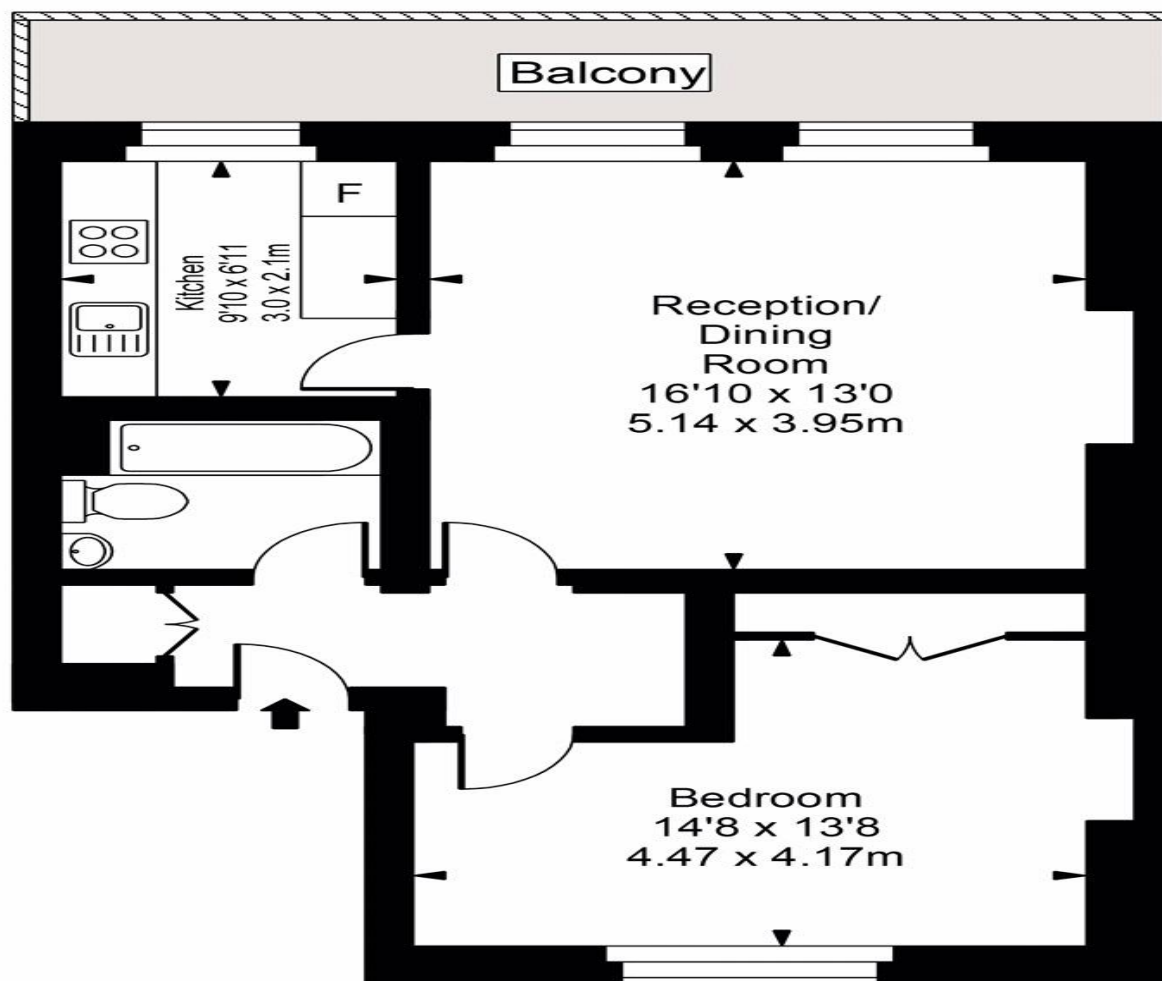 Balcony
F
Kitchen
9'10 x 6'11
3.0 x 2.1m
Reception/
Dining
Room
16'10 x 13'0
5.14 x 3.95m
Bedroom
14'8 x 13'8
4.47 x 4.17m